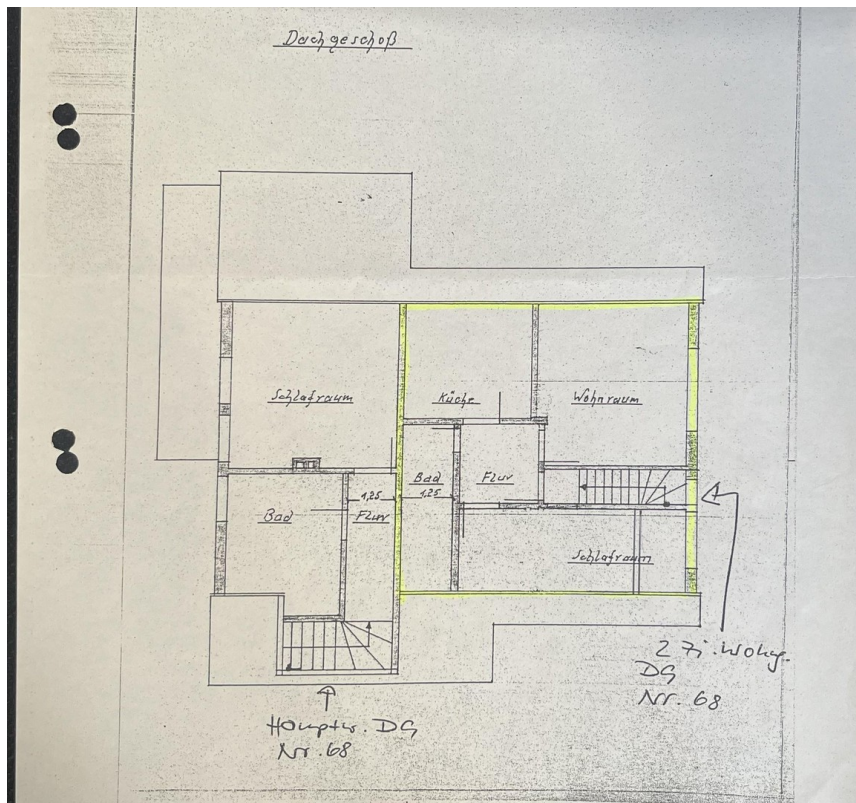 Dachgeschoß
Schlafraum
Küche
Wohnraum
Bad
1,25
Flur
Bad
1,25
Flur
Schlafraum
2 Zi. Wohng.
DG
Nr. 68
Hauptw. DG
Nr. 68